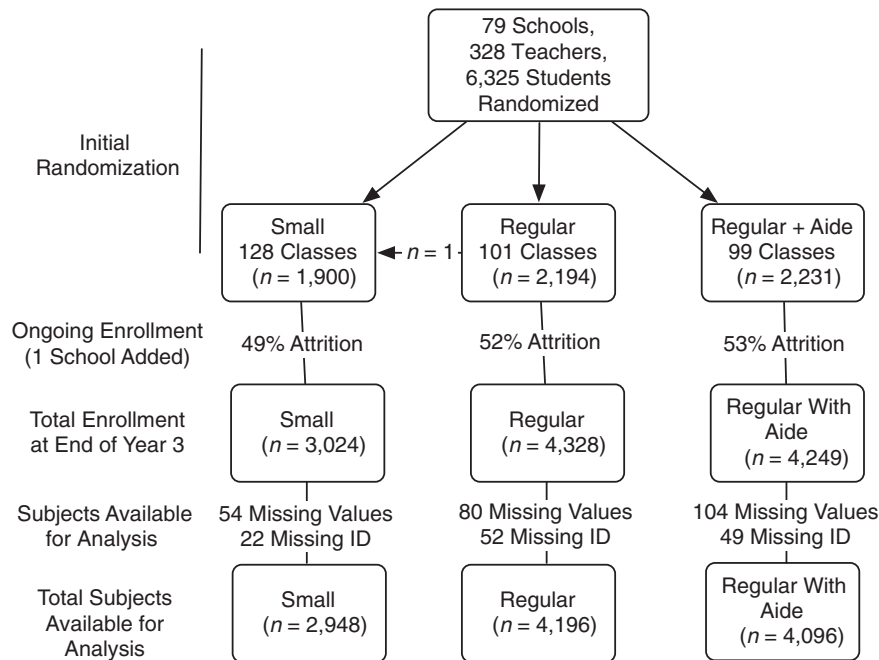 79 Schools,
328 Teachers,
6,325 Students
Randomized
Initial
Randomization
Small
128 Classes
(n = 1,900)
n = 1
Regular
101 Classes
(n = 2,194)
Regular + Aide
99 Classes
(n = 2,231)
Ongoing Enrollment
(1 School Added)
49% Attrition
52% Attrition
53% Attrition
Total Enrollment
at End of Year 3
Small
(n = 3,024)
Regular
(n = 4,328)
Regular With
Aide
(n = 4,249)
Subjects Available
for Analysis
54 Missing Values
22 Missing ID
80 Missing Values
52 Missing ID
104 Missing Values
49 Missing ID
Total Subjects
Available for
Analysis
Small
(n = 2,948)
Regular
(n = 4,196)
Regular With
Aide
(n = 4,096)